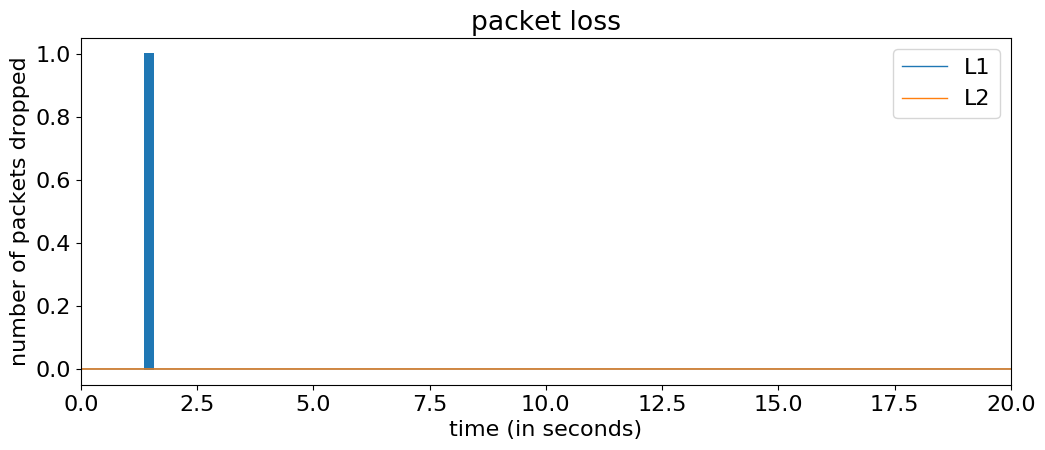 packet loss
number of packets dropped
1.0
0.8
0.6
0.4
0.2
0.0
L1
L2
0.0 2.5 5.0 7.5 10.0 12.5 15.0 17.5 20.0
time (in seconds)